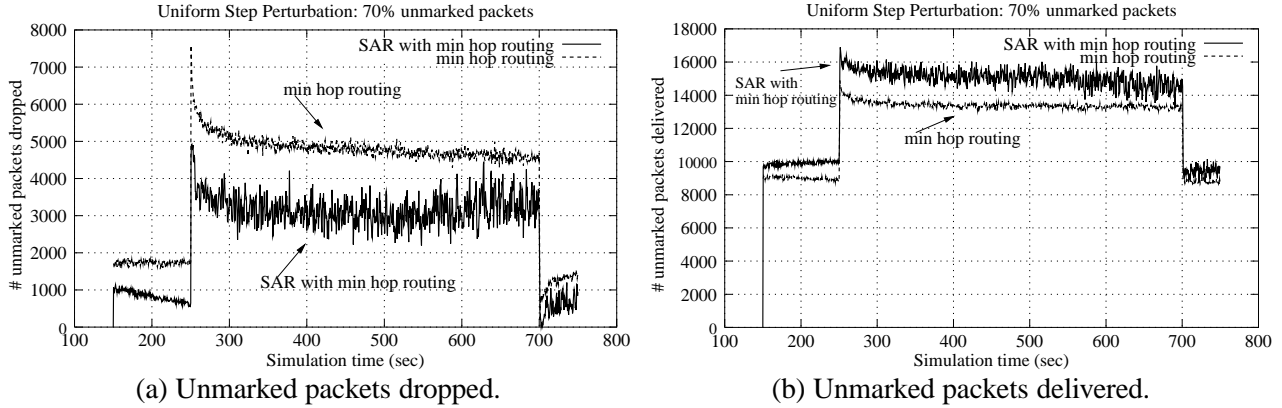 Uniform Step Perturbation: 70% unmarked packets
8000
7000
6000
5000
4000
3000
2000
1000
0
# unmarked packets dropped
SAR with min hop routing
min hop routing
min hop routing
SAR with min hop routing
100 200 300 400 500 600 700 800
Simulation time (sec)
(a) Unmarked packets dropped.
Uniform Step Perturbation: 70% unmarked packets
18000
16000
14000
12000
10000
8000
6000
4000
2000
0
# unmarked packets delivered
SAR with min hop routing
min hop routing
SAR with
min hop routing
min hop routing
100 200 300 400 500 600 700 800
Simulation time (sec)
(b) Unmarked packets delivered.